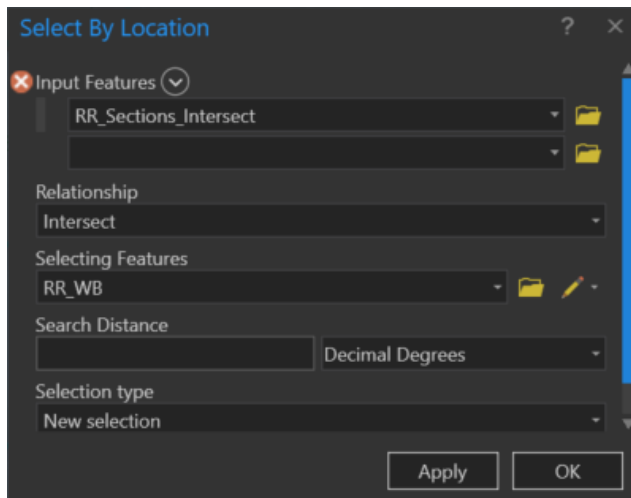 Select By Location ?
Input Features
RR_Sections_Intersect
Relationship
Intersect
Selecting Features
RR_WB
Search Distance
Decimal Degrees
Selection type
New selection
Apply OK